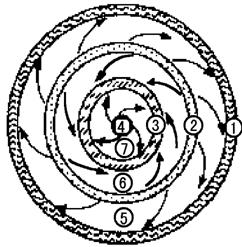 ④ ③ ② ①
⑦
⑥
⑤